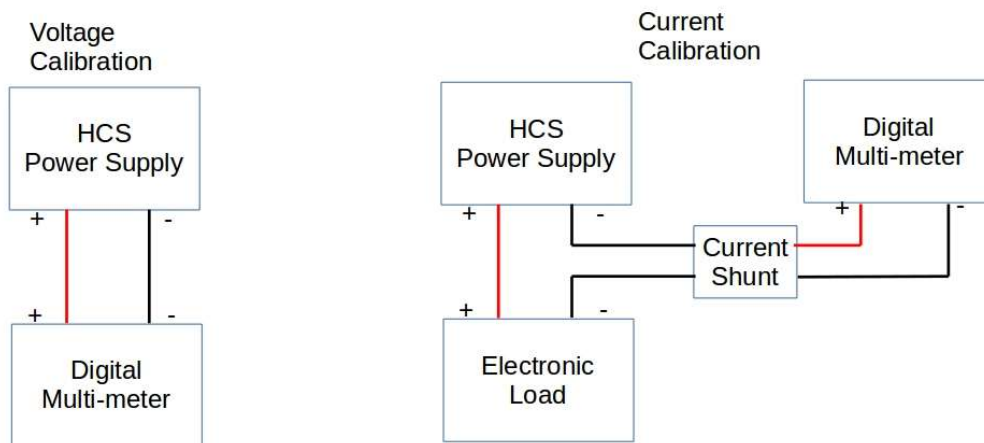 Voltage
Calibration
HCS
Power Supply
+
-
+
-
Digital
Multi-meter
Current
Calibration
HCS
Power Supply
Digital
Multi-meter
+
-
+
-
Current
Shunt
+
-
Electronic
Load